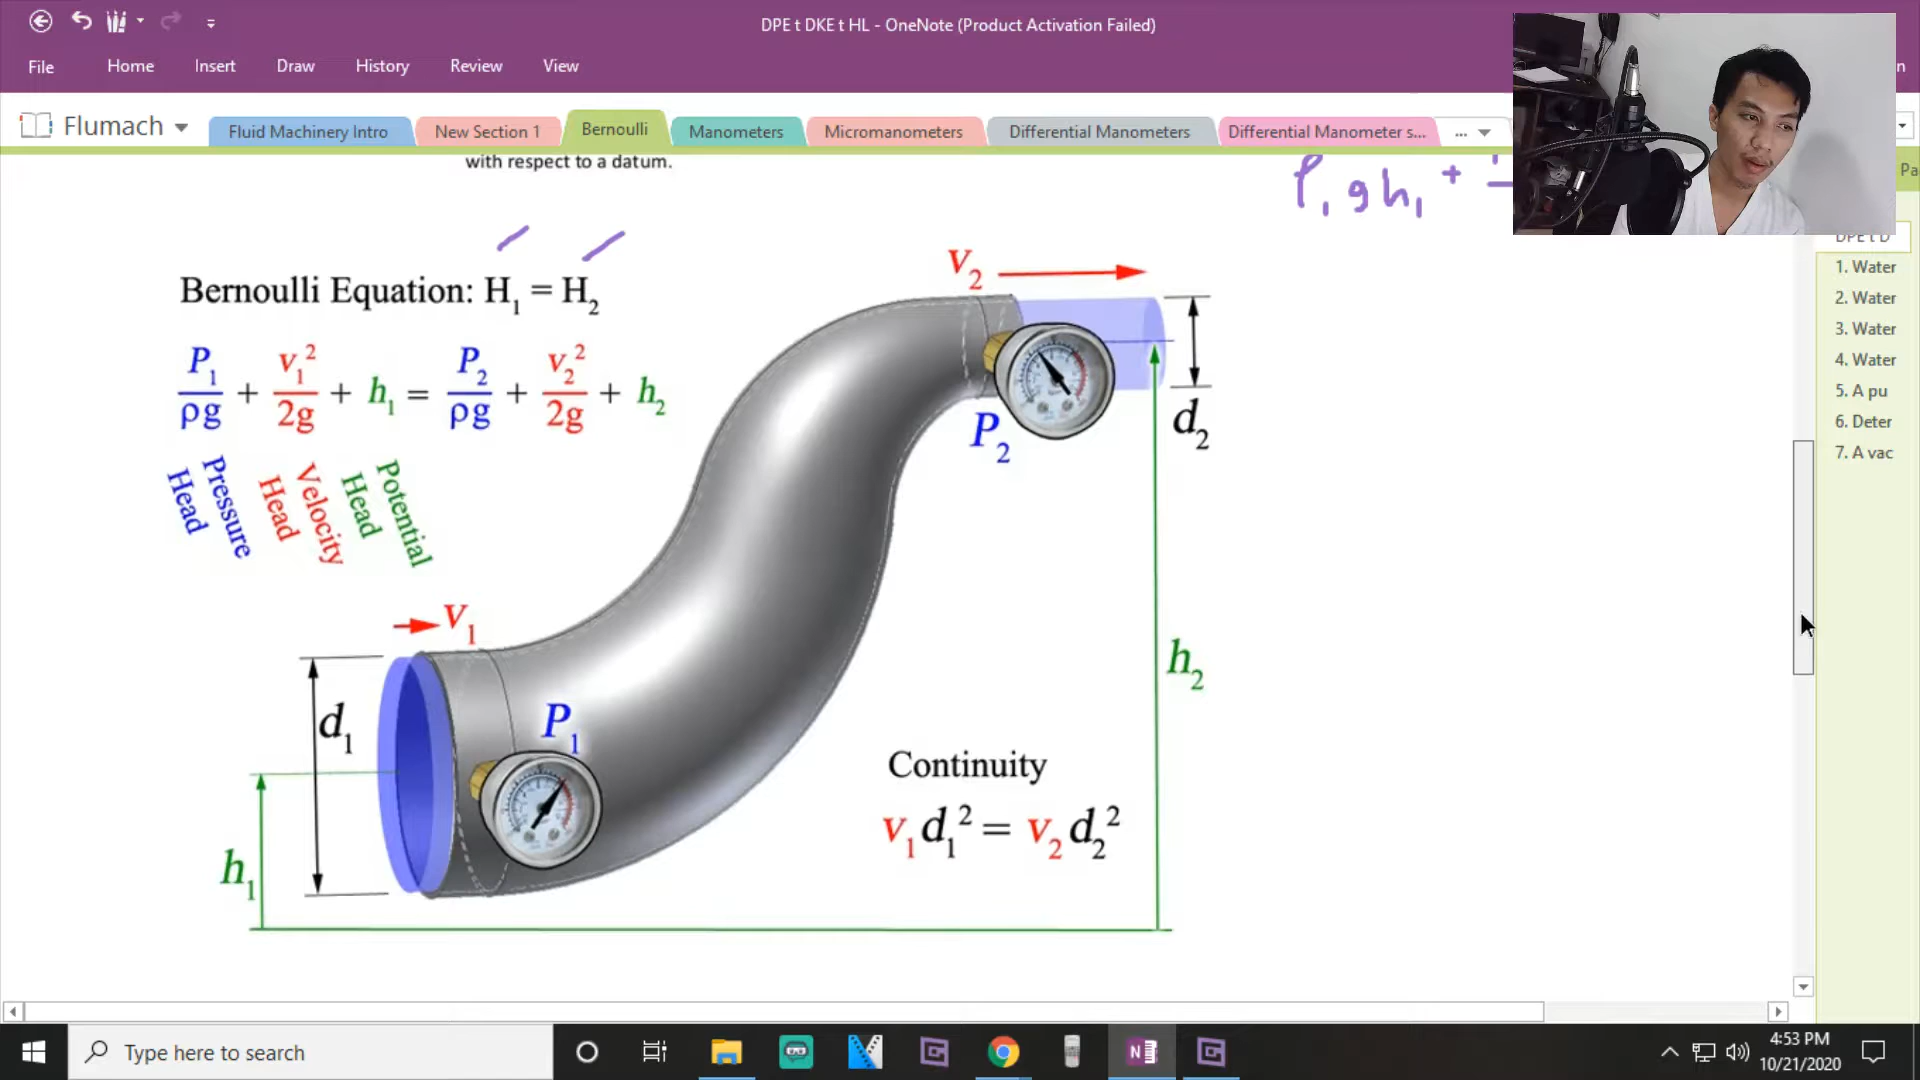 DPE t DKE t HL - OneNote (Product Activation Failed)
File Home Insert Draw History Review View
Flumach Fluid Machinery Intro New Section 1 Bernoulli Manometers Micromanometers Differential Manometers Differential Manometer s... ...
with respect to a datum.
P₁ g h₁ +
DPE t D
1. Water
2. Water
3. Water
4. Water
5. A pu
6. Deter
7. A vac
Bernoulli Equation: H₁ = H₂
P₁/ρg + v₁²/2g + h₁ = P₂/ρg + v₂²/2g + h₂
Pressure Head
Velocity Head
Potential Head
v₂
P₂
d₂
v₁
d₁
P₁
h₂
h₁
Continuity
v₁d₁² = v₂d₂²
Type here to search
N
4:53 PM
10/21/2020